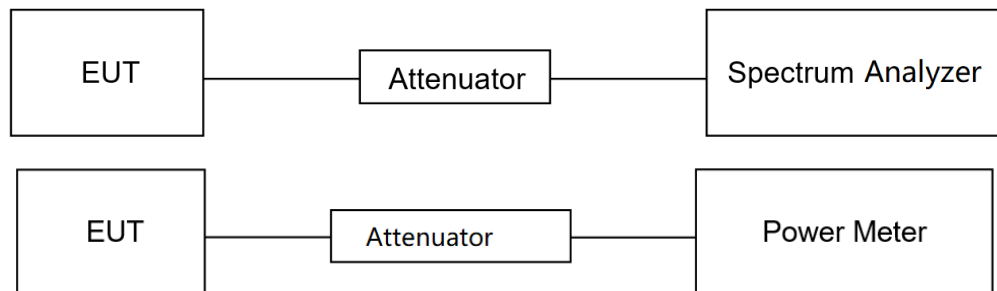 EUT
Attenuator
Spectrum Analyzer
EUT
Attenuator
Power Meter